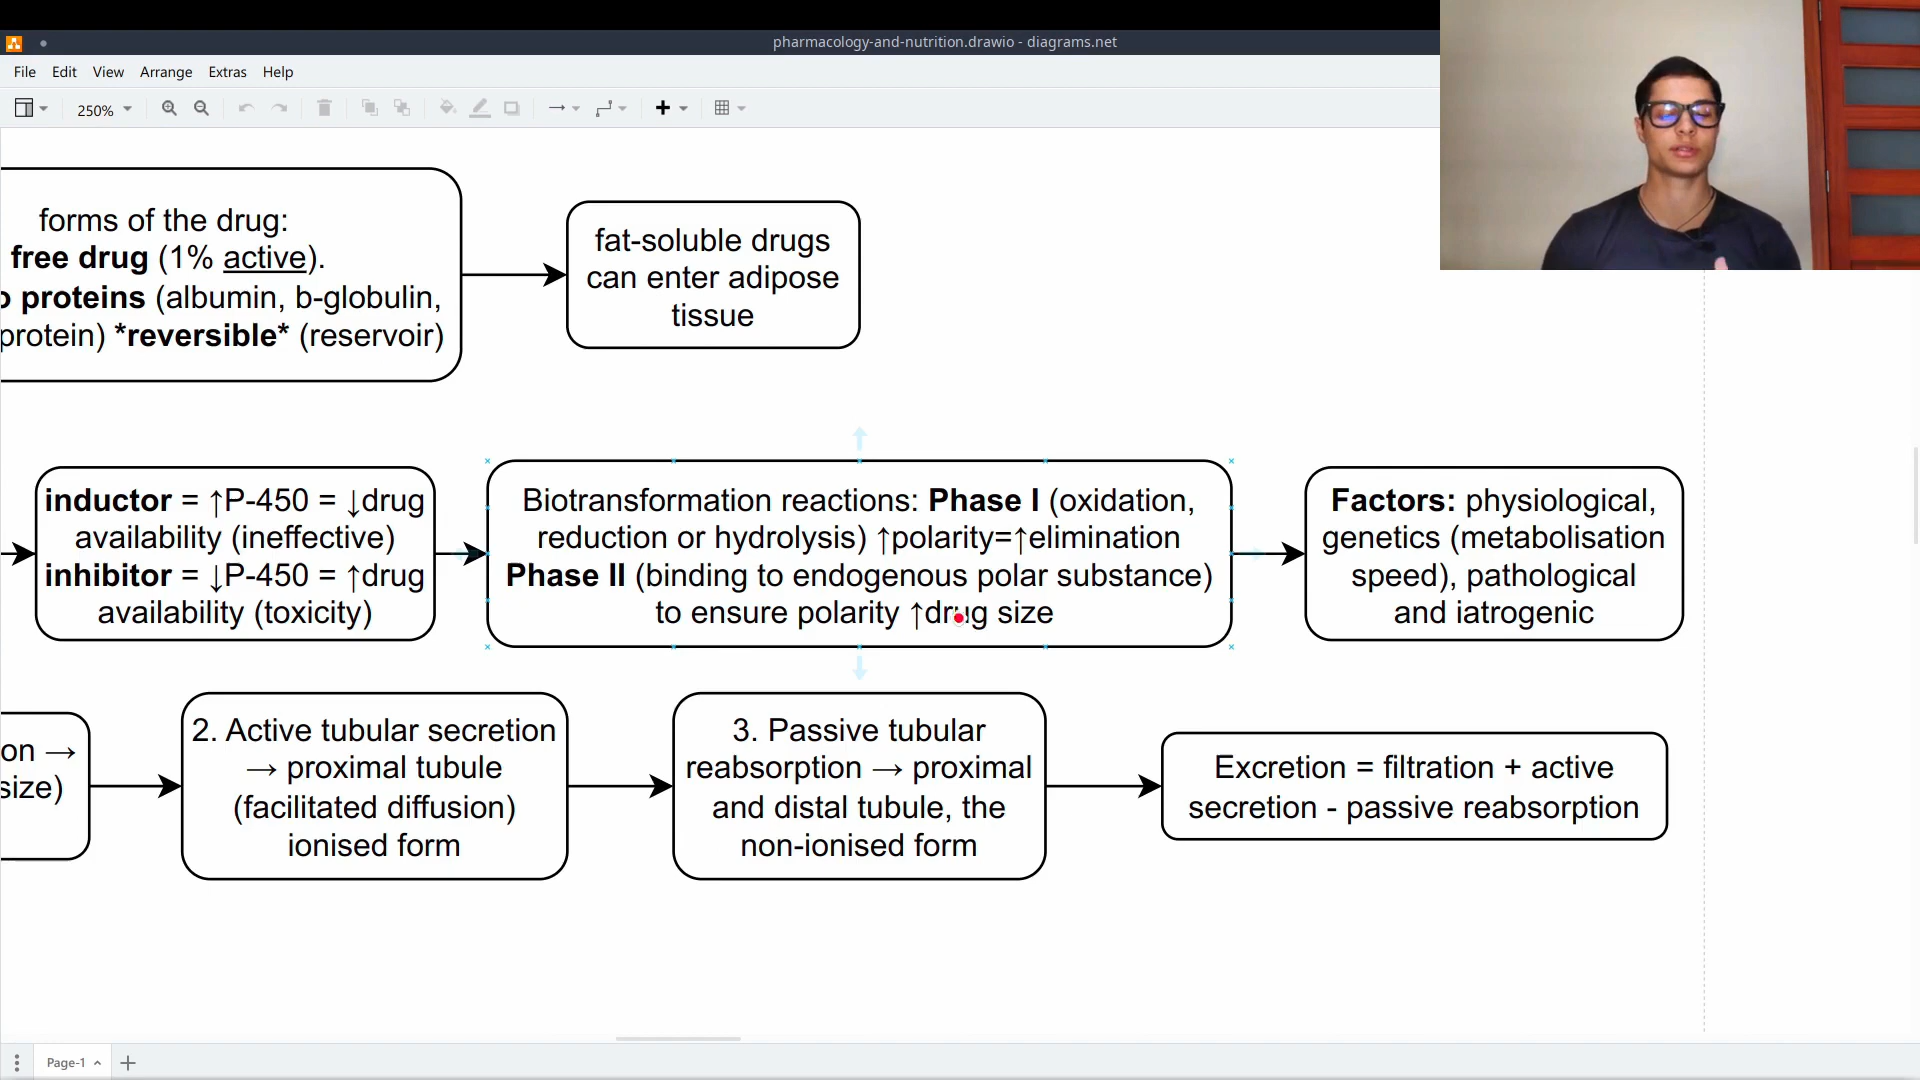 pharmacology-and-nutrition.drawio - diagrams.net
File Edit View Arrange Extras Help
250%
forms of the drug:
free drug (1% active).
proteins (albumin, b-globulin,
protein) *reversible* (reservoir)
fat-soluble drugs
can enter adipose
tissue
inductor = ↑P-450 = ↓drug
availability (ineffective)
inhibitor = ↓P-450 = ↑drug
availability (toxicity)
Biotransformation reactions: Phase I (oxidation,
reduction or hydrolysis) ↑polarity=↑elimination
Phase II (binding to endogenous polar substance)
to ensure polarity ↑drug size
Factors: physiological,
genetics (metabolisation
speed), pathological
and iatrogenic
on →
size)
2. Active tubular secretion
→ proximal tubule
(facilitated diffusion)
ionised form
3. Passive tubular
reabsorption → proximal
and distal tubule, the
non-ionised form
Excretion = filtration + active
secretion - passive reabsorption
Page-1